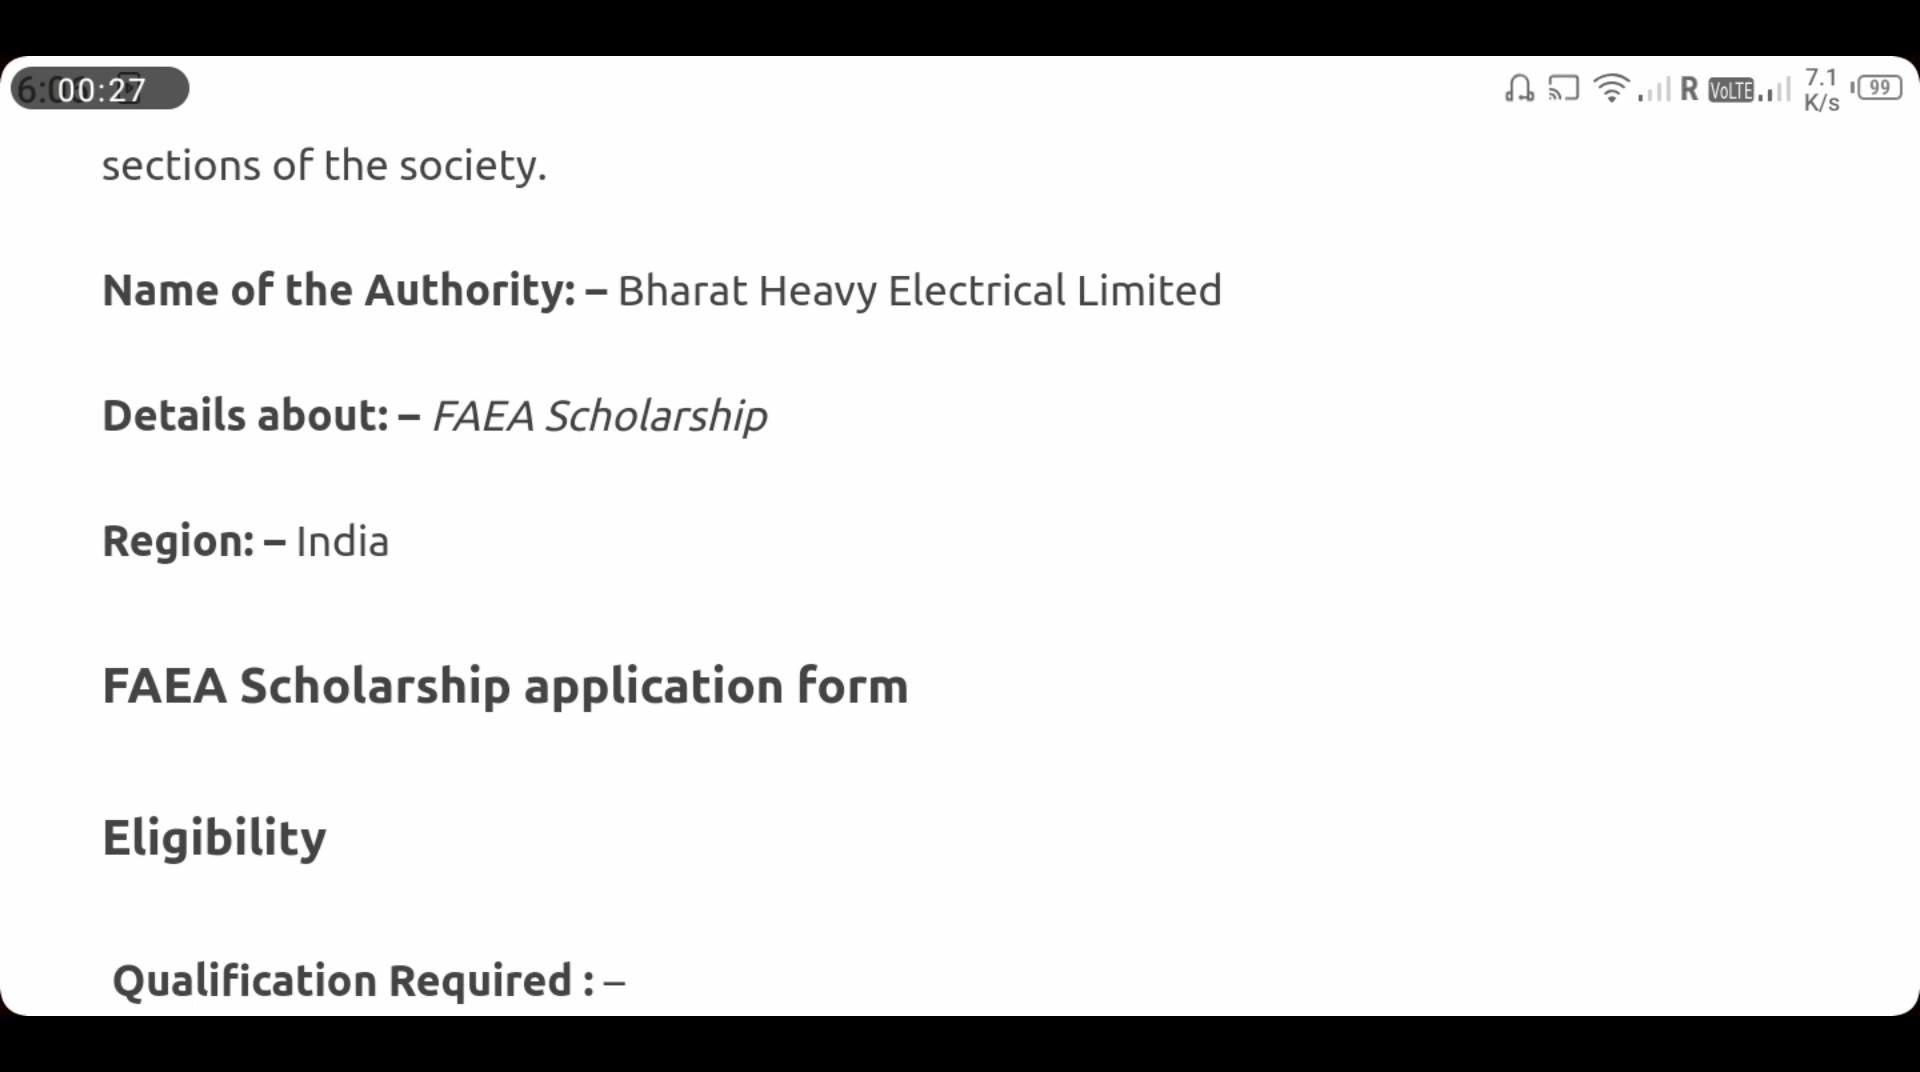 00:27
R VoLTE 7.1 K/s 99
sections of the society.
Name of the Authority: – Bharat Heavy Electrical Limited
Details about: – FAEA Scholarship
Region: – India
FAEA Scholarship application form
Eligibility
Qualification Required : –